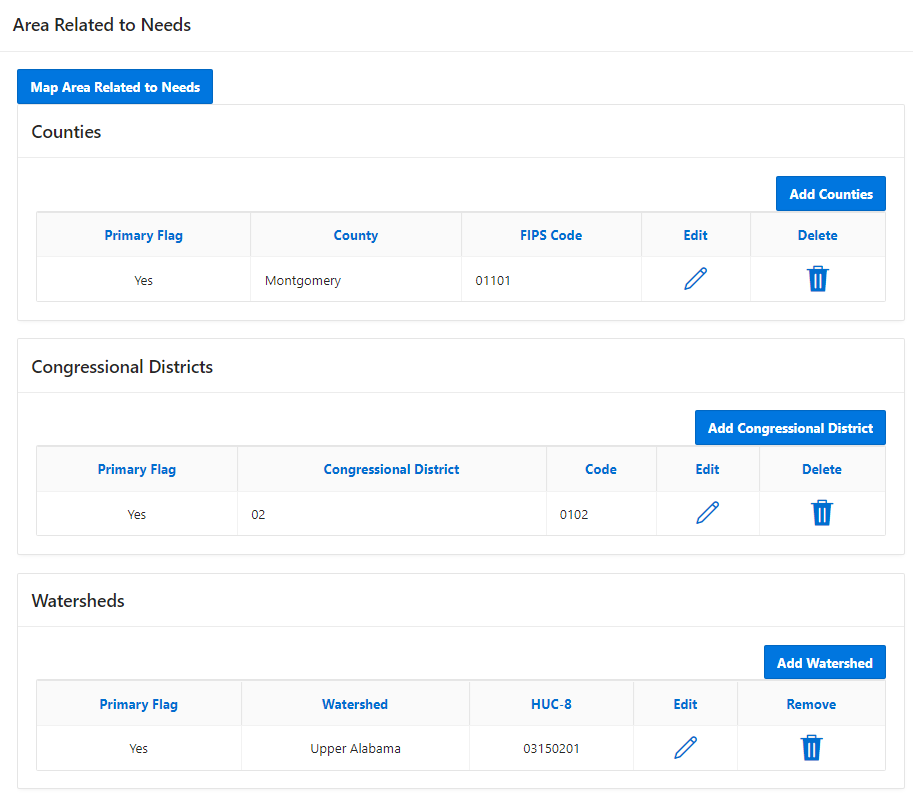 Area Related to Needs
Map Area Related to Needs
Counties
Add Counties
Primary Flag County FIPS Code Edit Delete
Yes Montgomery 01101
Congressional Districts
Add Congressional District
Primary Flag Congressional District Code Edit Delete
Yes 02 0102
Watersheds
Add Watershed
Primary Flag Watershed HUC-8 Edit Remove
Yes Upper Alabama 03150201